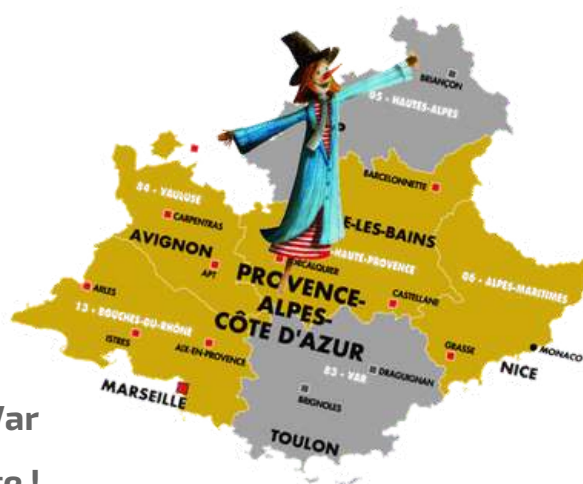 BRIANÇON
05 - HAUTES-ALPES
BARCELONNETTE
84 - VAULUSE
CARPENTRAS
E-LES-BAINS
AVIGNON
-HAUTE-PROVENCE
06 - ALPES-MARITIMES
APT
CALQUIER
PROVENCE-
ALPES-
CÔTE D'AZUR
CASTELLANE
ARLES
13 - BOUCHES-DU-RHÔNE
ISTRES
AIX-EN-PROVENCE
GRASSE
MONACO
NICE
83 - VAR
DRAGUIGNAN
MARSEILLE
BRIGNOLES
TOULON
Var